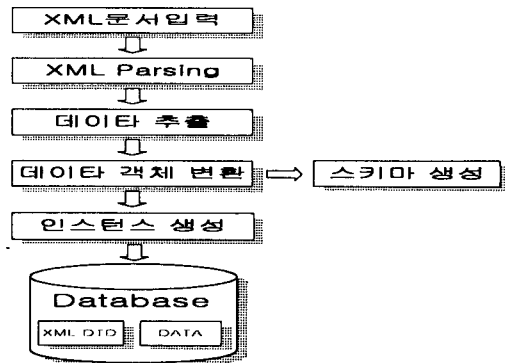 XML문서입력
XML Parsing
데이타 추출
데이타 객체 변환
스키마 생성
인스턴스 생성
Database
XML DTD
DATA